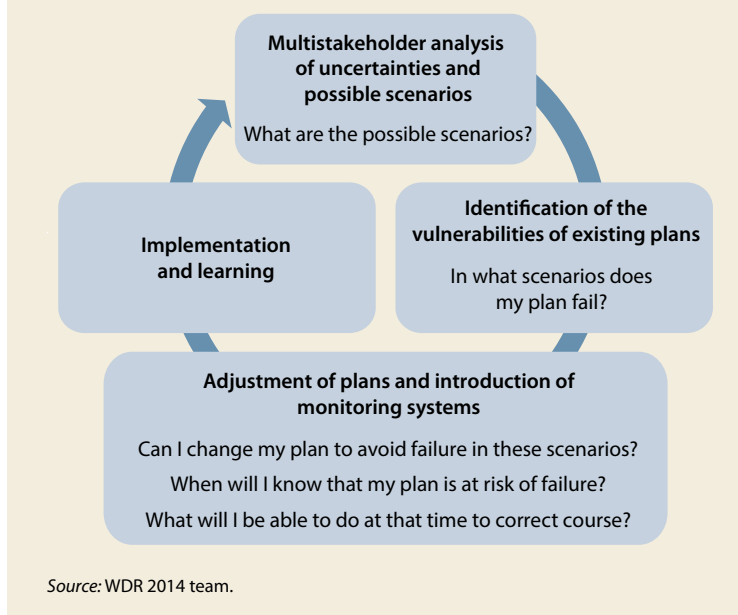 Multistakeholder analysis
of uncertainties and
possible scenarios
What are the possible scenarios?
Identification of the
vulnerabilities of existing plans
In what scenarios does
my plan fail?
Adjustment of plans and introduction of
monitoring systems
Can I change my plan to avoid failure in these scenarios?
When will I know that my plan is at risk of failure?
What will I be able to do at that time to correct course?
Implementation
and learning
Source: WDR 2014 team.